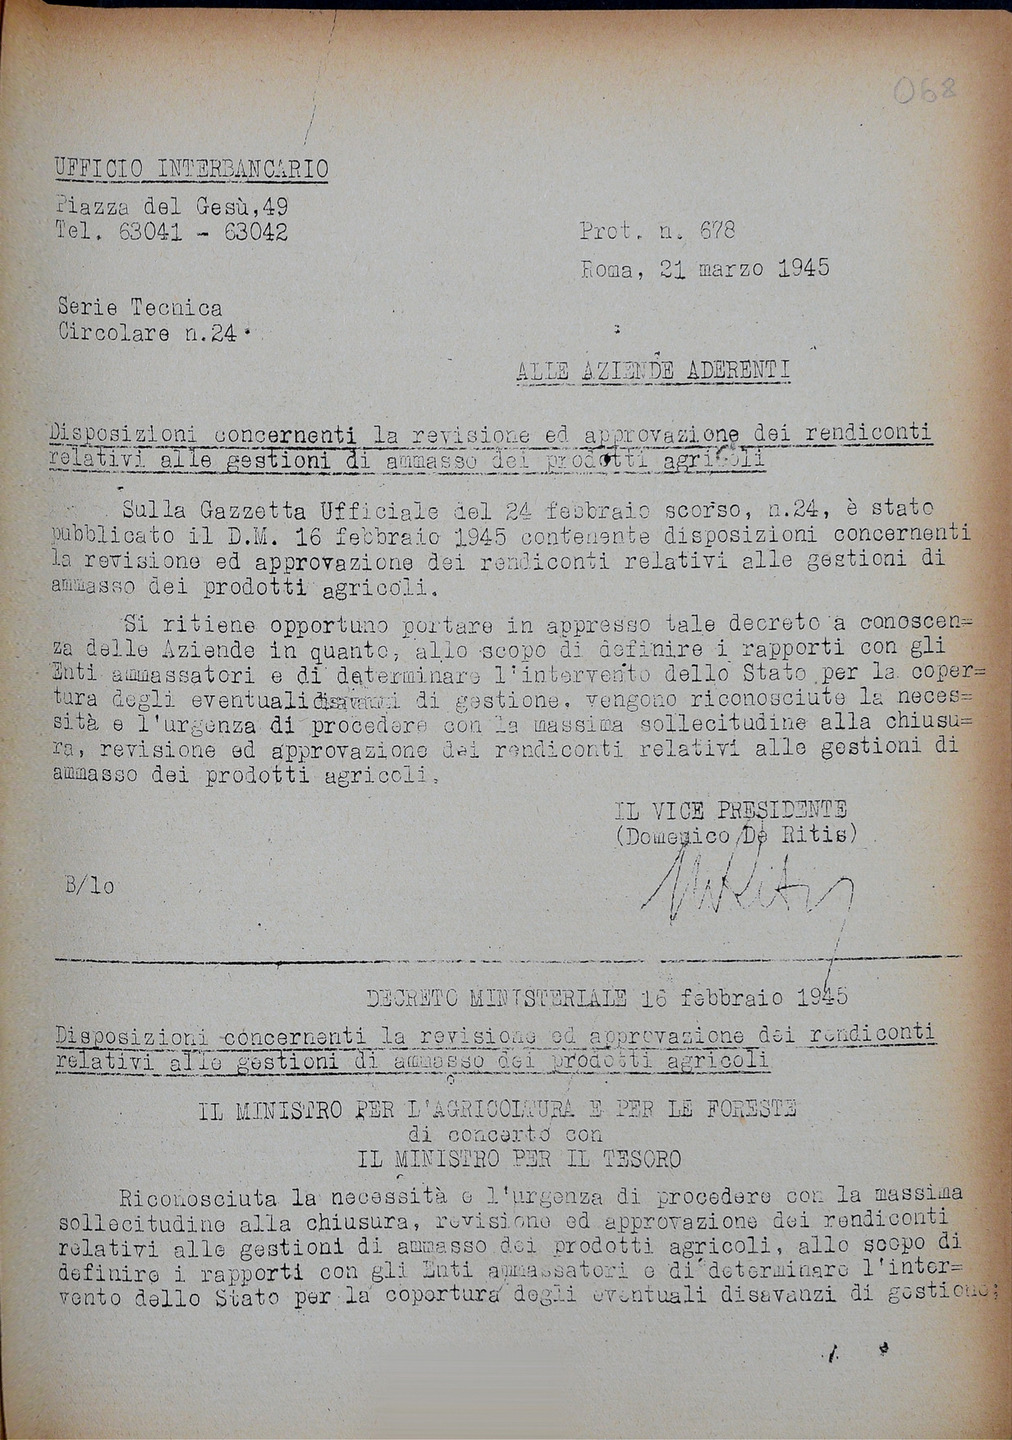 068
UFFICIO INTERBANCARIO
Piazza del Gesù,49
Tel. 63041 - 63042
Prot. n. 678
Roma, 21 marzo 1945
Serie Tecnica
Circolare n.24
ALLE AZIENDE ADERENTI
Disposizioni concernenti la revisione ed approvazione dei rendiconti
relativi alle gestioni di ammasso dei prodotti agricoli
Sulla Gazzetta Ufficiale del 24 febbraio scorso, n.24, è stato
pubblicato il D.M. 16 febbraio 1945 contenente disposizioni concernenti
la revisione ed approvazione dei rendiconti relativi alle gestioni di
ammasso dei prodotti agricoli.
Si ritiene opportuno portare in appresso tale decreto a conoscen=
za delle Aziende in quanto, allo scopo di definire i rapporti con gli
Enti ammassatori e di determinare l'intervento dello Stato per la coper=
tura degli eventuali disavanzi di gestione, vengono riconosciute la neces=
sità e l'urgenza di procedere con la massima sollecitudine alla chiusu=
ra, revisione ed approvazione dei rendiconti relativi alle gestioni di
ammasso dei prodotti agricoli.
IL VICE PRESIDENTE
(Domenico De Ritis)
B/lo
DECRETO MINISTERIALE 16 febbraio 1945
Disposizioni concernenti la revisione ed approvazione dei rendiconti
relativi alle gestioni di ammasso dei prodotti agricoli
IL MINISTRO PER L'AGRICOLTURA E PER LE FORESTE
di concerto con
IL MINISTRO PER IL TESORO
Riconosciuta la necessità e l'urgenza di procedere con la massima
sollecitudine alla chiusura, revisione ed approvazione dei rendiconti
relativi alle gestioni di ammasso dei prodotti agricoli, allo scopo di
definire i rapporti con gli Enti ammassatori e di determinare l'inter=
vento dello Stato per la copertura degli eventuali disavanzi di gestione;
./.